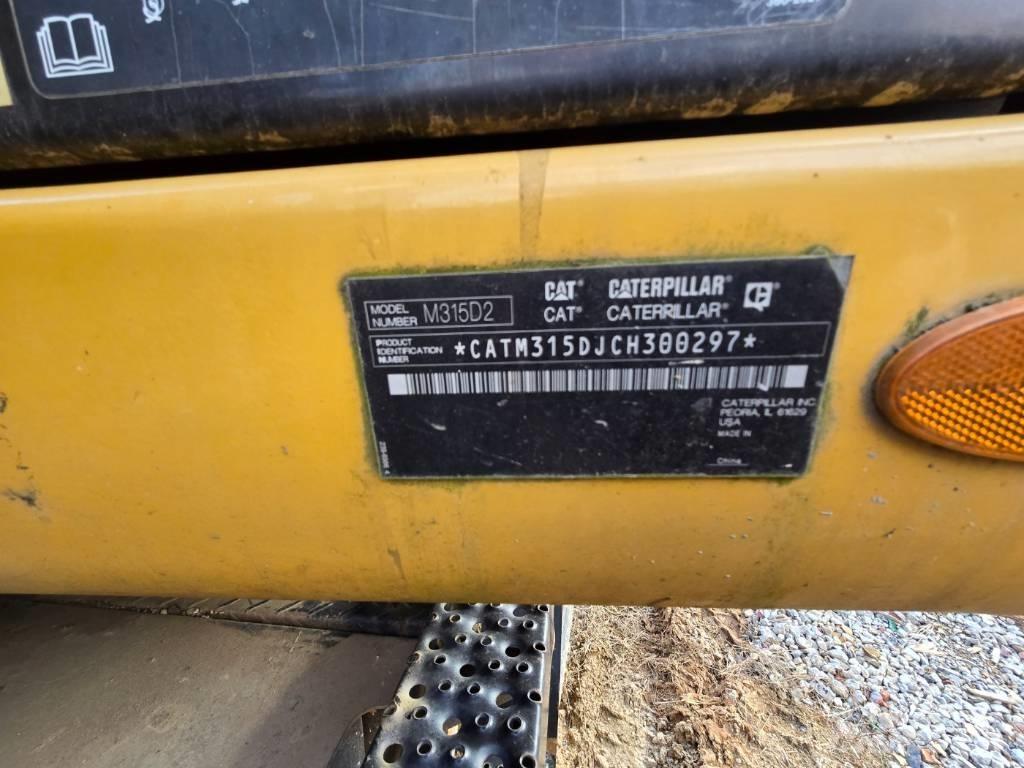 MODEL NUMBER M315D2
CAT® CATERPILLAR®
CAT® CATERPILLAR®
PRODUCT IDENTIFICATION NUMBER *CATM315DJCH300297*
CATERPILLAR INC.
PEORIA, IL 61629
USA
MADE IN
China